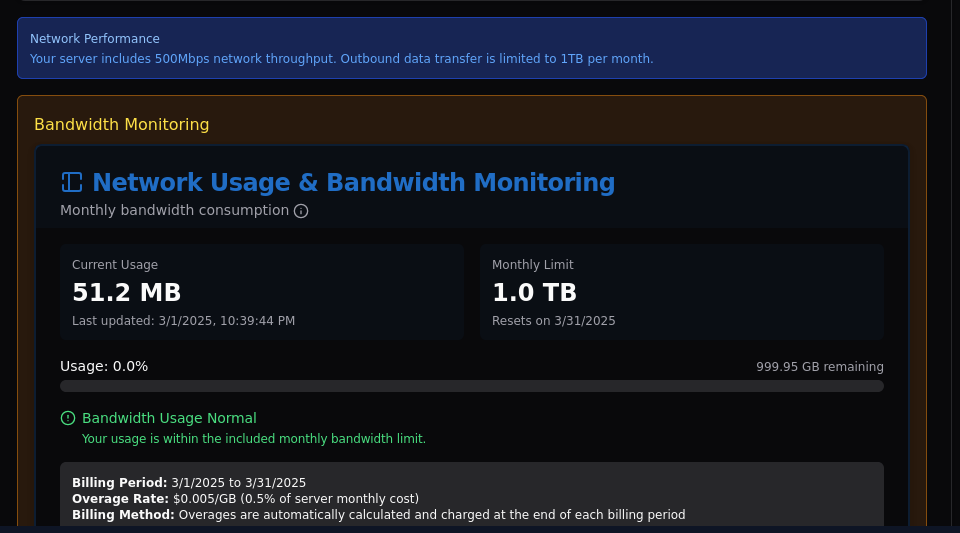 Network Performance
Your server includes 500Mbps network throughput. Outbound data transfer is limited to 1TB per month.
Bandwidth Monitoring
Network Usage & Bandwidth Monitoring
Monthly bandwidth consumption
Current Usage
51.2 MB
Last updated: 3/1/2025, 10:39:44 PM
Monthly Limit
1.0 TB
Resets on 3/31/2025
Usage: 0.0%
999.95 GB remaining
Bandwidth Usage Normal
Your usage is within the included monthly bandwidth limit.
Billing Period: 3/1/2025 to 3/31/2025
Overage Rate: $0.005/GB (0.5% of server monthly cost)
Billing Method: Overages are automatically calculated and charged at the end of each billing period